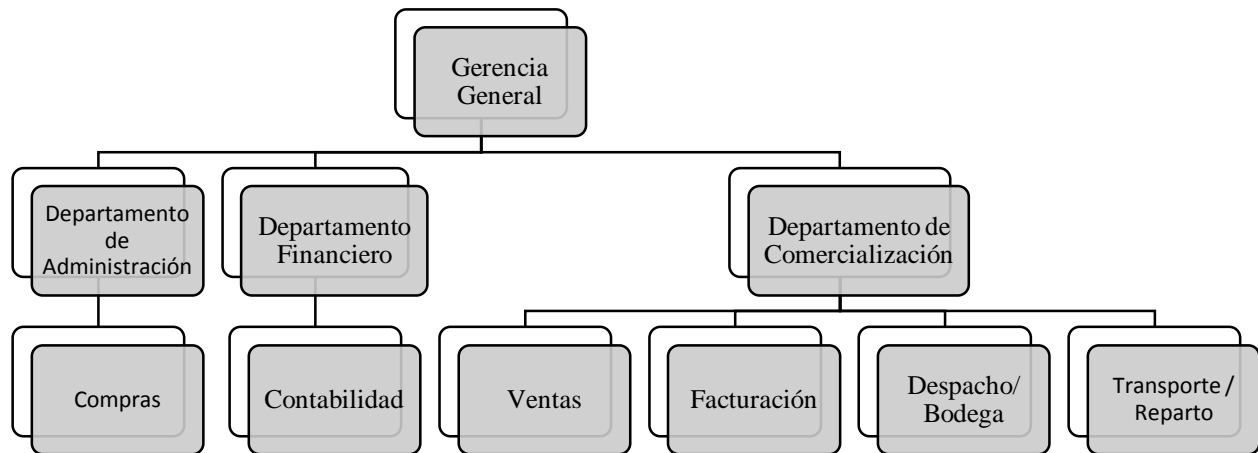 Gerencia
General
Departamento
de
Administración
Departamento
Financiero
Departamento de
Comercialización
Compras
Contabilidad
Ventas
Facturación
Despacho/
Bodega
Transporte /
Reparto